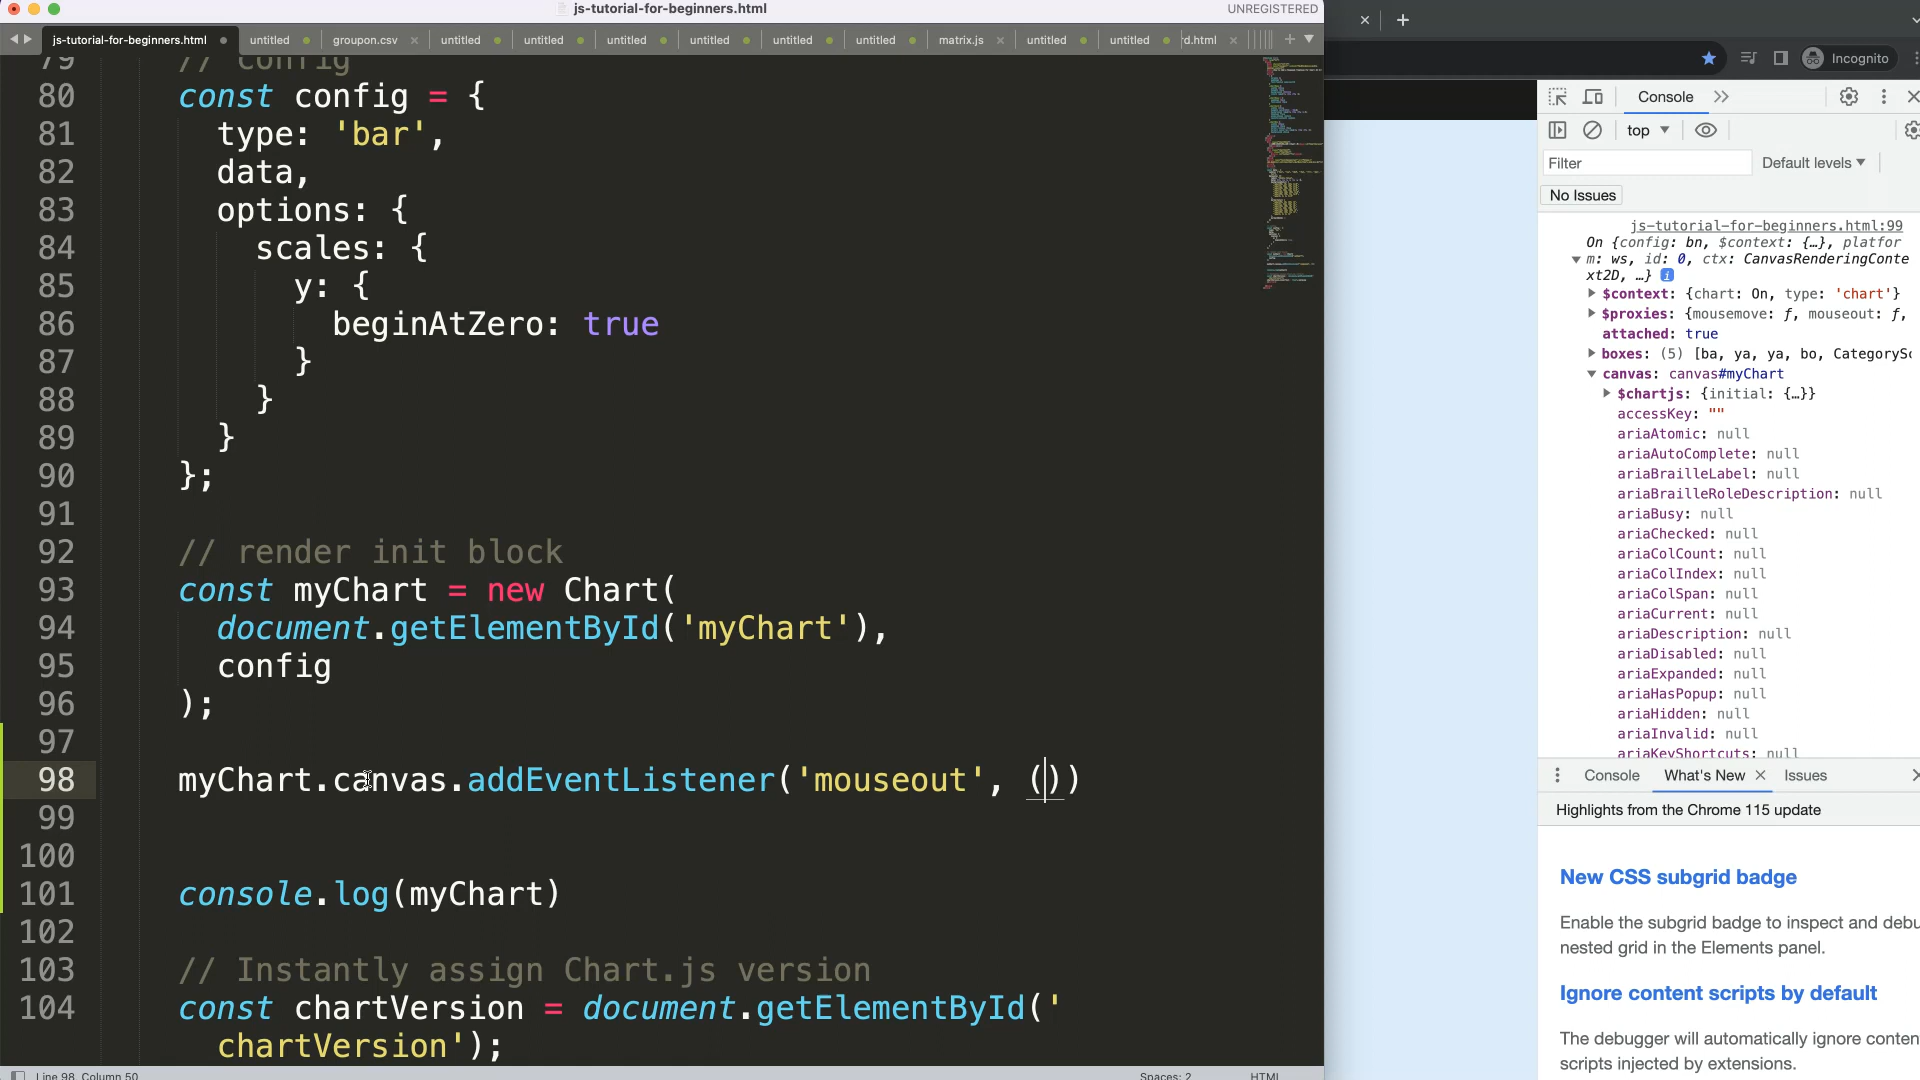 js-tutorial-for-beginners.html
UNREGISTERED
js-tutorial-for-beginners.html
untitled
groupon.csv
untitled
untitled
untitled
untitled
untitled
untitled
matrix.js
untitled
untitled
rd.html
79 // config
80 const config = {
81 type: 'bar',
82 data,
83 options: {
84 scales: {
85 y: {
86 beginAtZero: true
87 }
88 }
89 }
90 };
91
92 // render init block
93 const myChart = new Chart(
94 document.getElementById('myChart'),
95 config
96 );
97
98 myChart.canvas.addEventListener('mouseout', ())
99
100
101 console.log(myChart)
102
103 // Instantly assign Chart.js version
104 const chartVersion = document.getElementById('
chartVersion');
Line 98, Column 50
Spaces: 2
HTML
Incognito
Console
top
Filter
Default levels
No Issues
js-tutorial-for-beginners.html:99
On {config: bn, $context: {…}, platfor
m: ws, id: 0, ctx: CanvasRenderingConte
xt2D, …}
$context: {chart: On, type: 'chart'}
$proxies: {mousemove: ƒ, mouseout: ƒ,
attached: true
boxes: (5) [ba, ya, ya, bo, CategorySc
canvas: canvas#myChart
$chartjs: {initial: {…}}
accessKey: ""
ariaAtomic: null
ariaAutoComplete: null
ariaBrailleLabel: null
ariaBrailleRoleDescription: null
ariaBusy: null
ariaChecked: null
ariaColCount: null
ariaColIndex: null
ariaColSpan: null
ariaCurrent: null
ariaDescription: null
ariaDisabled: null
ariaExpanded: null
ariaHasPopup: null
ariaHidden: null
ariaInvalid: null
ariaKeyShortcuts: null
Console
What's New
Issues
Highlights from the Chrome 115 update
New CSS subgrid badge
Enable the subgrid badge to inspect and debu
nested grid in the Elements panel.
Ignore content scripts by default
The debugger will automatically ignore conten
scripts injected by extensions.